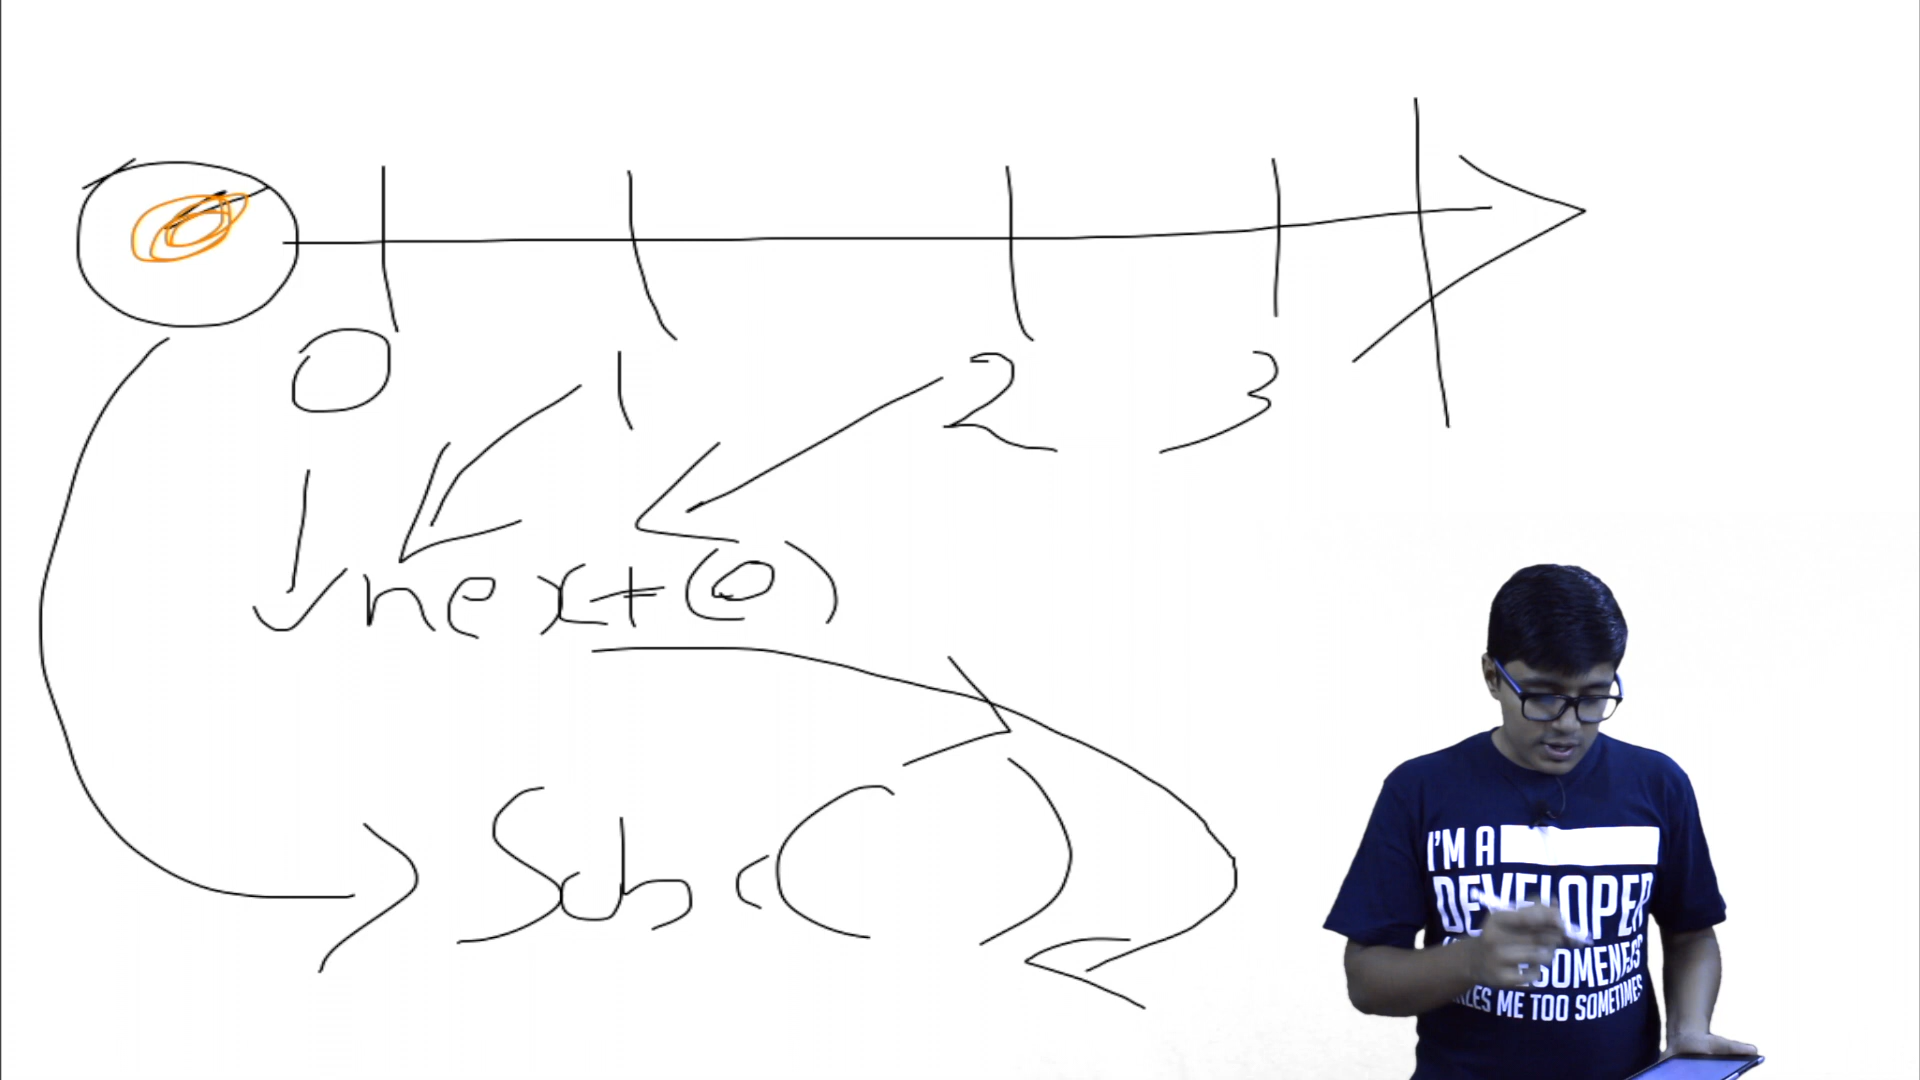 0 1 2 3
next(0)
Sub()
I'M A
DEVELOPER
ME TOO SOMETIMES